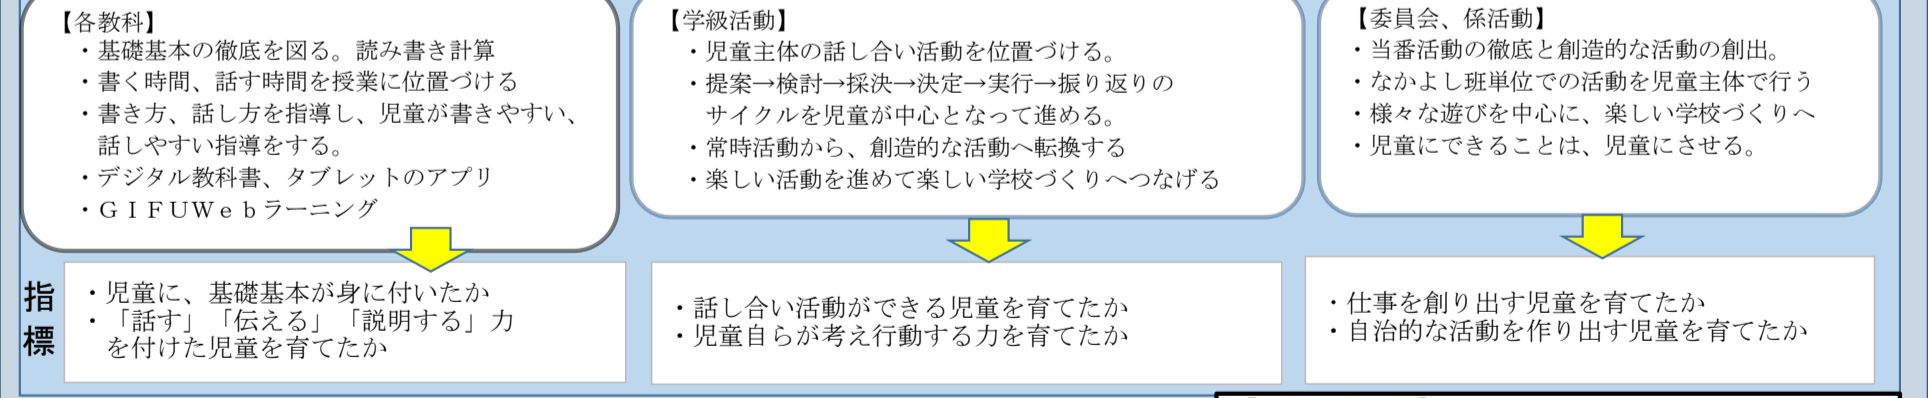 【各教科】
・基礎基本の徹底を図る。読み書き計算
・書く時間、話す時間を授業に位置づける
・書き方、話し方を指導し、児童が書きやすい、
話しやすい指導をする。
・デジタル教科書、タブレットのアプリ
・ＧＩＦＵＷｅｂラーニング
【学級活動】
・児童主体の話し合い活動を位置づける。
・提案→検討→採決→決定→実行→振り返りの
サイクルを児童が中心となって進める。
・常時活動から、創造的な活動へ転換する
・楽しい活動を進めて楽しい学校づくりへつなげる
【委員会、係活動】
・当番活動の徹底と創造的な活動の創出。
・なかよし班単位での活動を児童主体で行う
・様々な遊びを中心に、楽しい学校づくりへ
・児童にできることは、児童にさせる。
指標
・児童に、基礎基本が身に付いたか
・「話す」「伝える」「説明する」力
を付けた児童を育てたか
・話し合い活動ができる児童を育てたか
・児童自らが考え行動する力を育てたか
・仕事を創り出す児童を育てたか
・自治的な活動を作り出す児童を育てたか